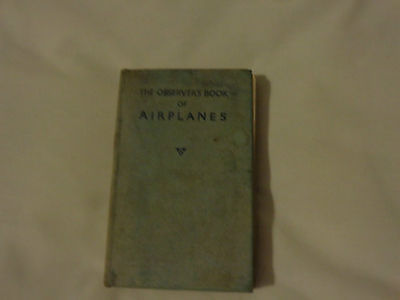 THE OBSERVER'S BOOK
OF
AIRPLANES